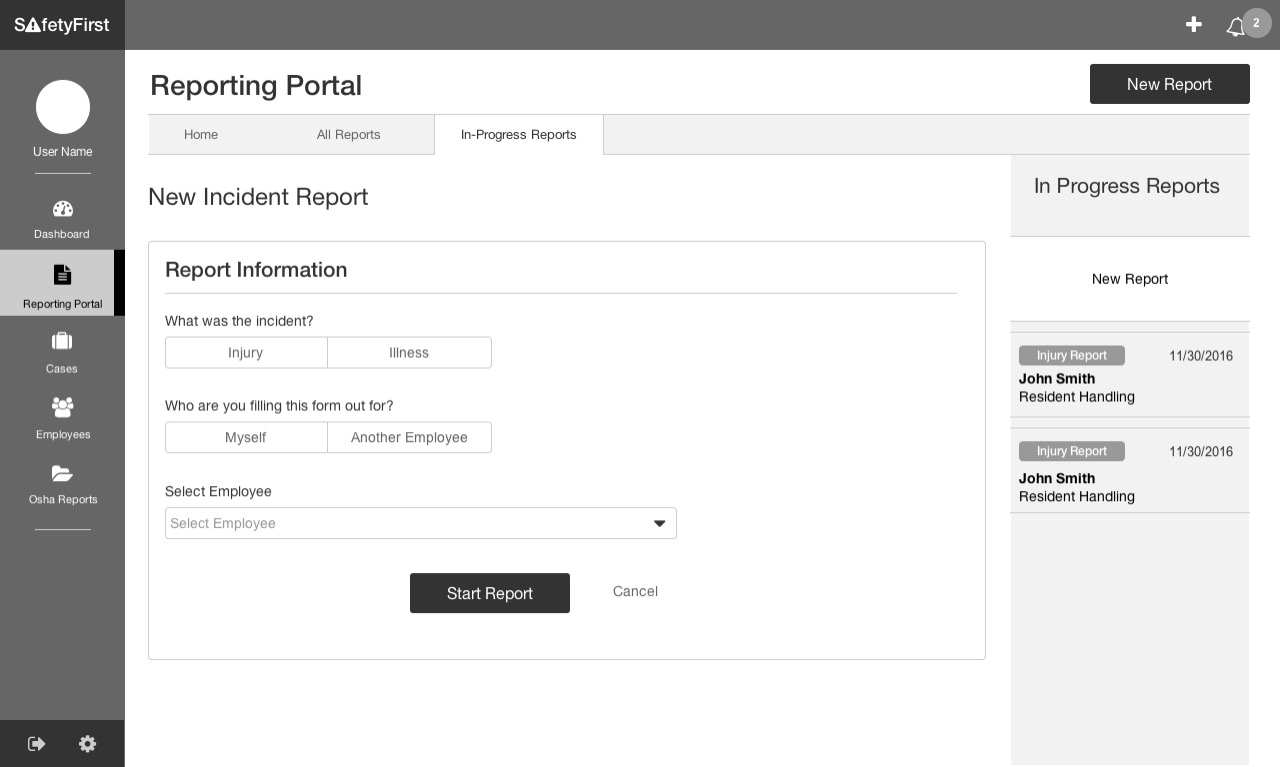 SafetyFirst
2
User Name
Dashboard
Reporting Portal
Cases
Employees
Osha Reports
Reporting Portal
New Report
Home
All Reports
In-Progress Reports
New Incident Report
Report Information
What was the incident?
Injury
Illness
Who are you filling this form out for?
Myself
Another Employee
Select Employee
Select Employee
Start Report
Cancel
In Progress Reports
New Report
Injury Report
11/30/2016
John Smith
Resident Handling
Injury Report
11/30/2016
John Smith
Resident Handling